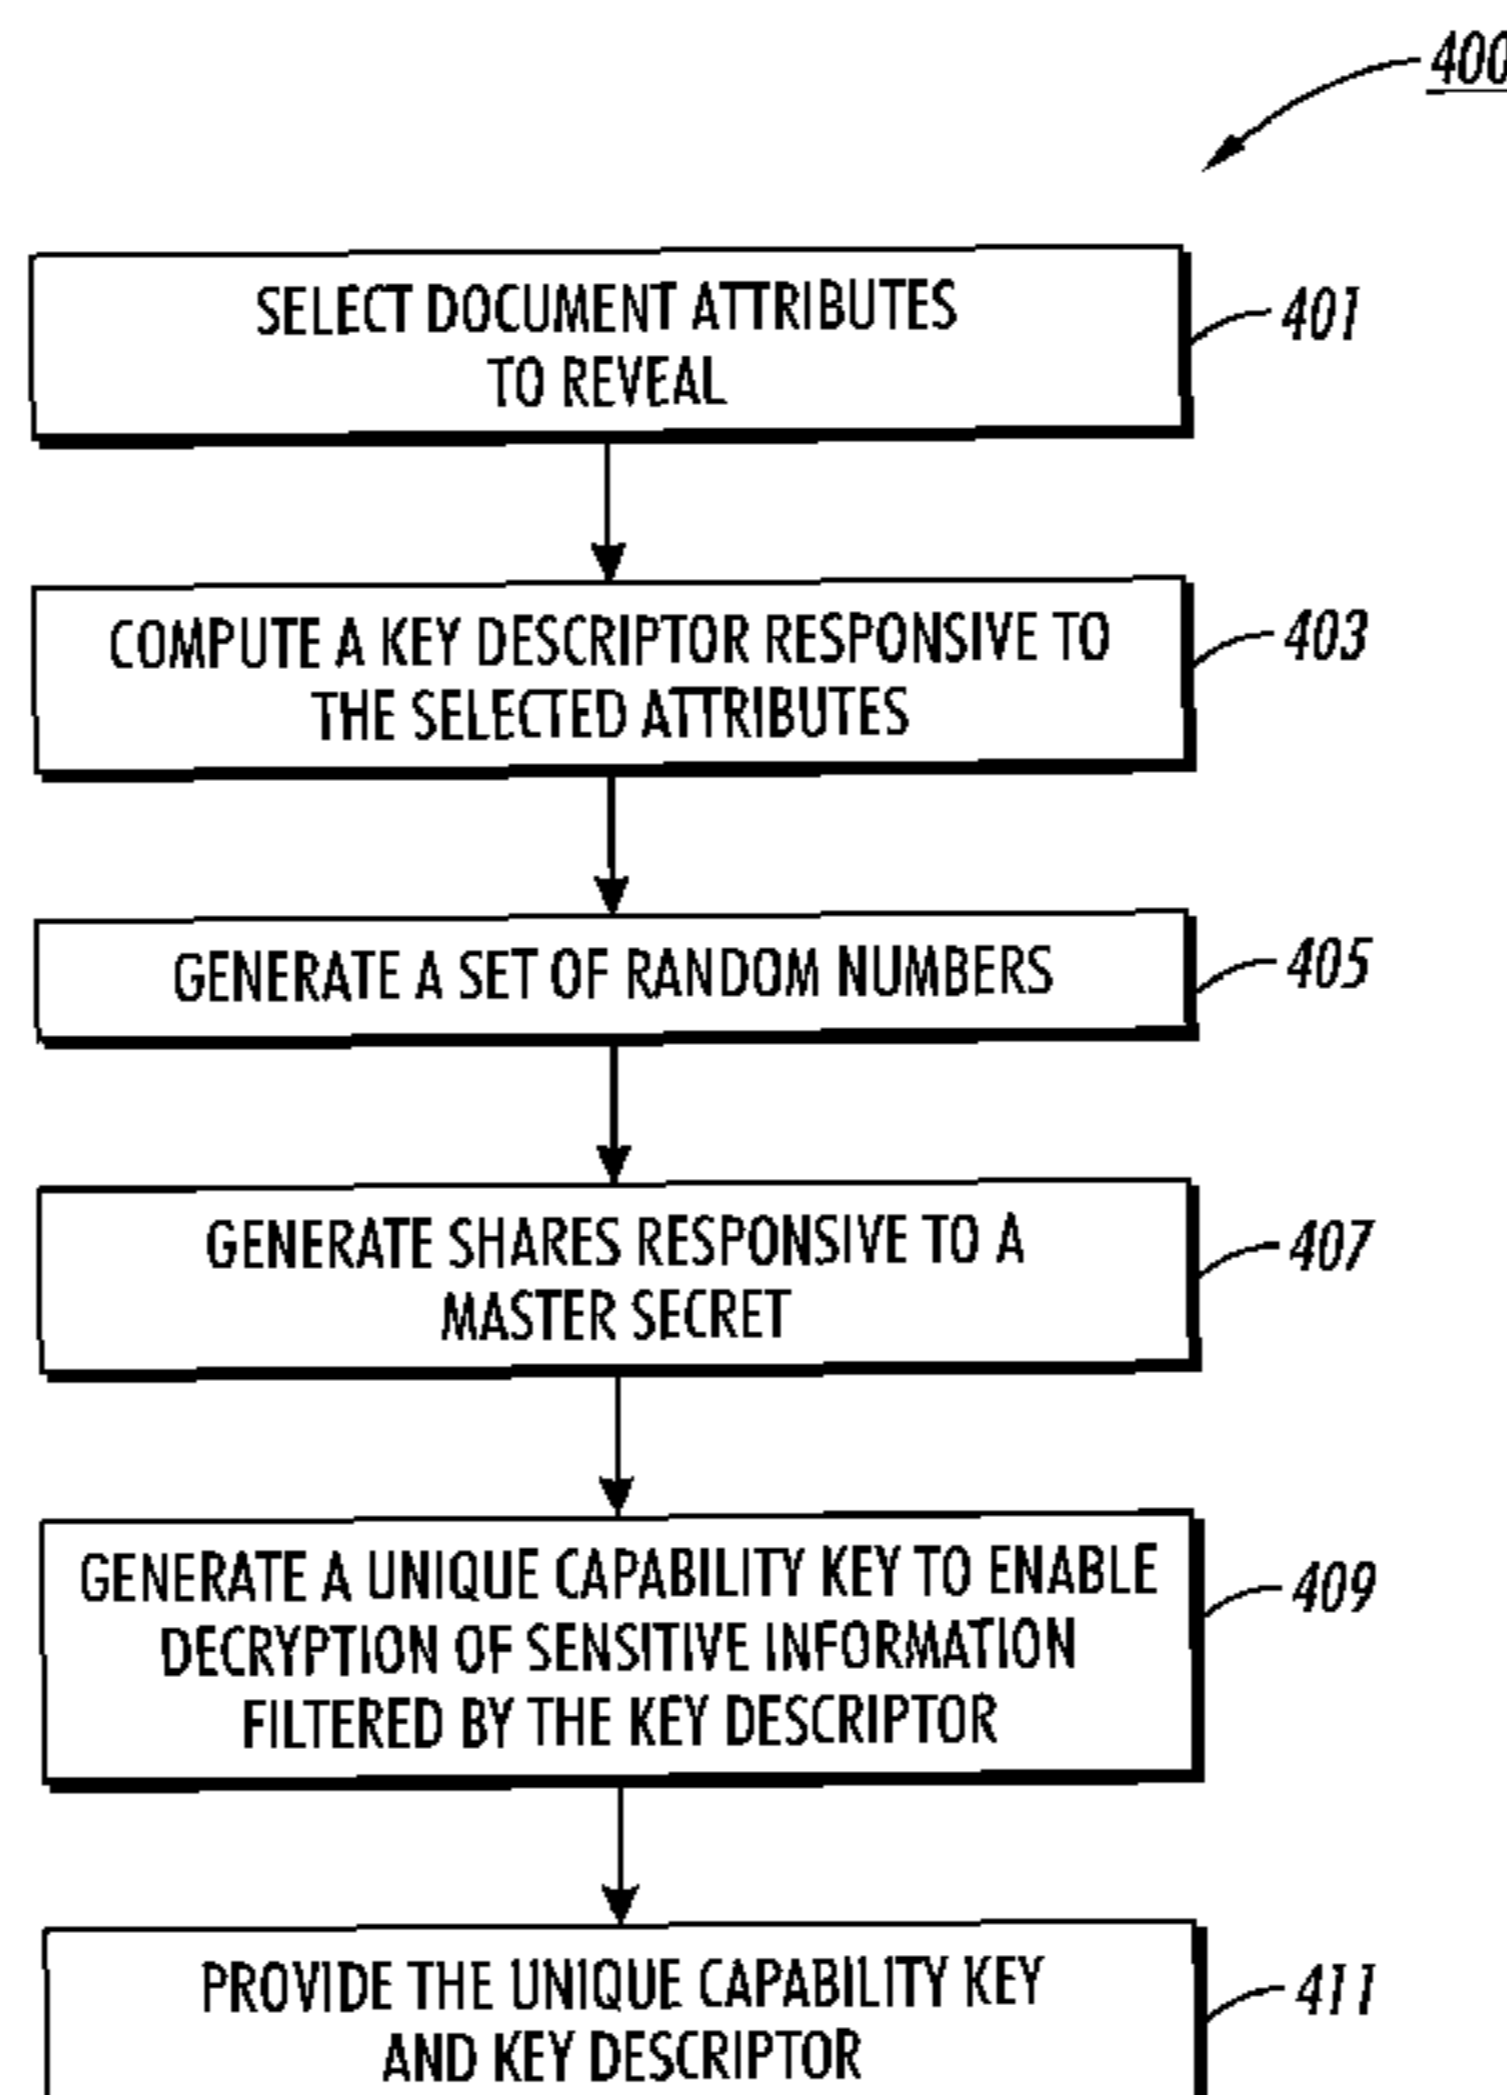 400
SELECT DOCUMENT ATTRIBUTES
TO REVEAL
401
COMPUTE A KEY DESCRIPTOR RESPONSIVE TO
THE SELECTED ATTRIBUTES
403
GENERATE A SET OF RANDOM NUMBERS
405
GENERATE SHARES RESPONSIVE TO A
MASTER SECRET
407
GENERATE A UNIQUE CAPABILITY KEY TO ENABLE
DECRYPTION OF SENSITIVE INFORMATION
FILTERED BY THE KEY DESCRIPTOR
409
PROVIDE THE UNIQUE CAPABILITY KEY
AND KEY DESCRIPTOR
411